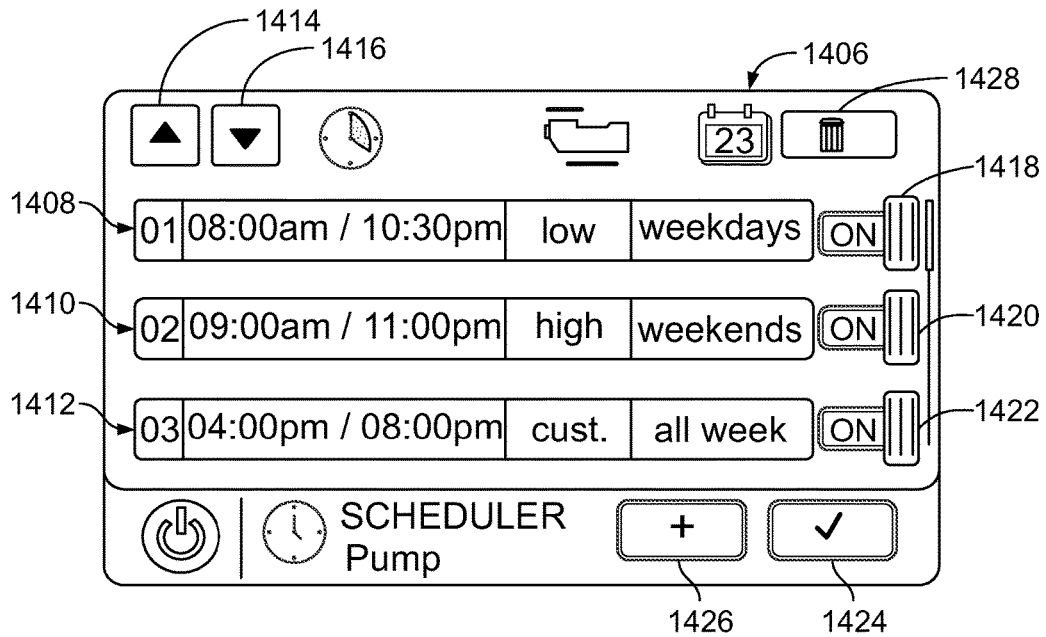 1414
1416
1406
1428
23
1418
1408
01 08:00am / 10:30pm low weekdays ON
1410
02 09:00am / 11:00pm high weekends ON
1420
1412
03 04:00pm / 08:00pm cust. all week ON
1422
SCHEDULER
Pump
+
1426 1424